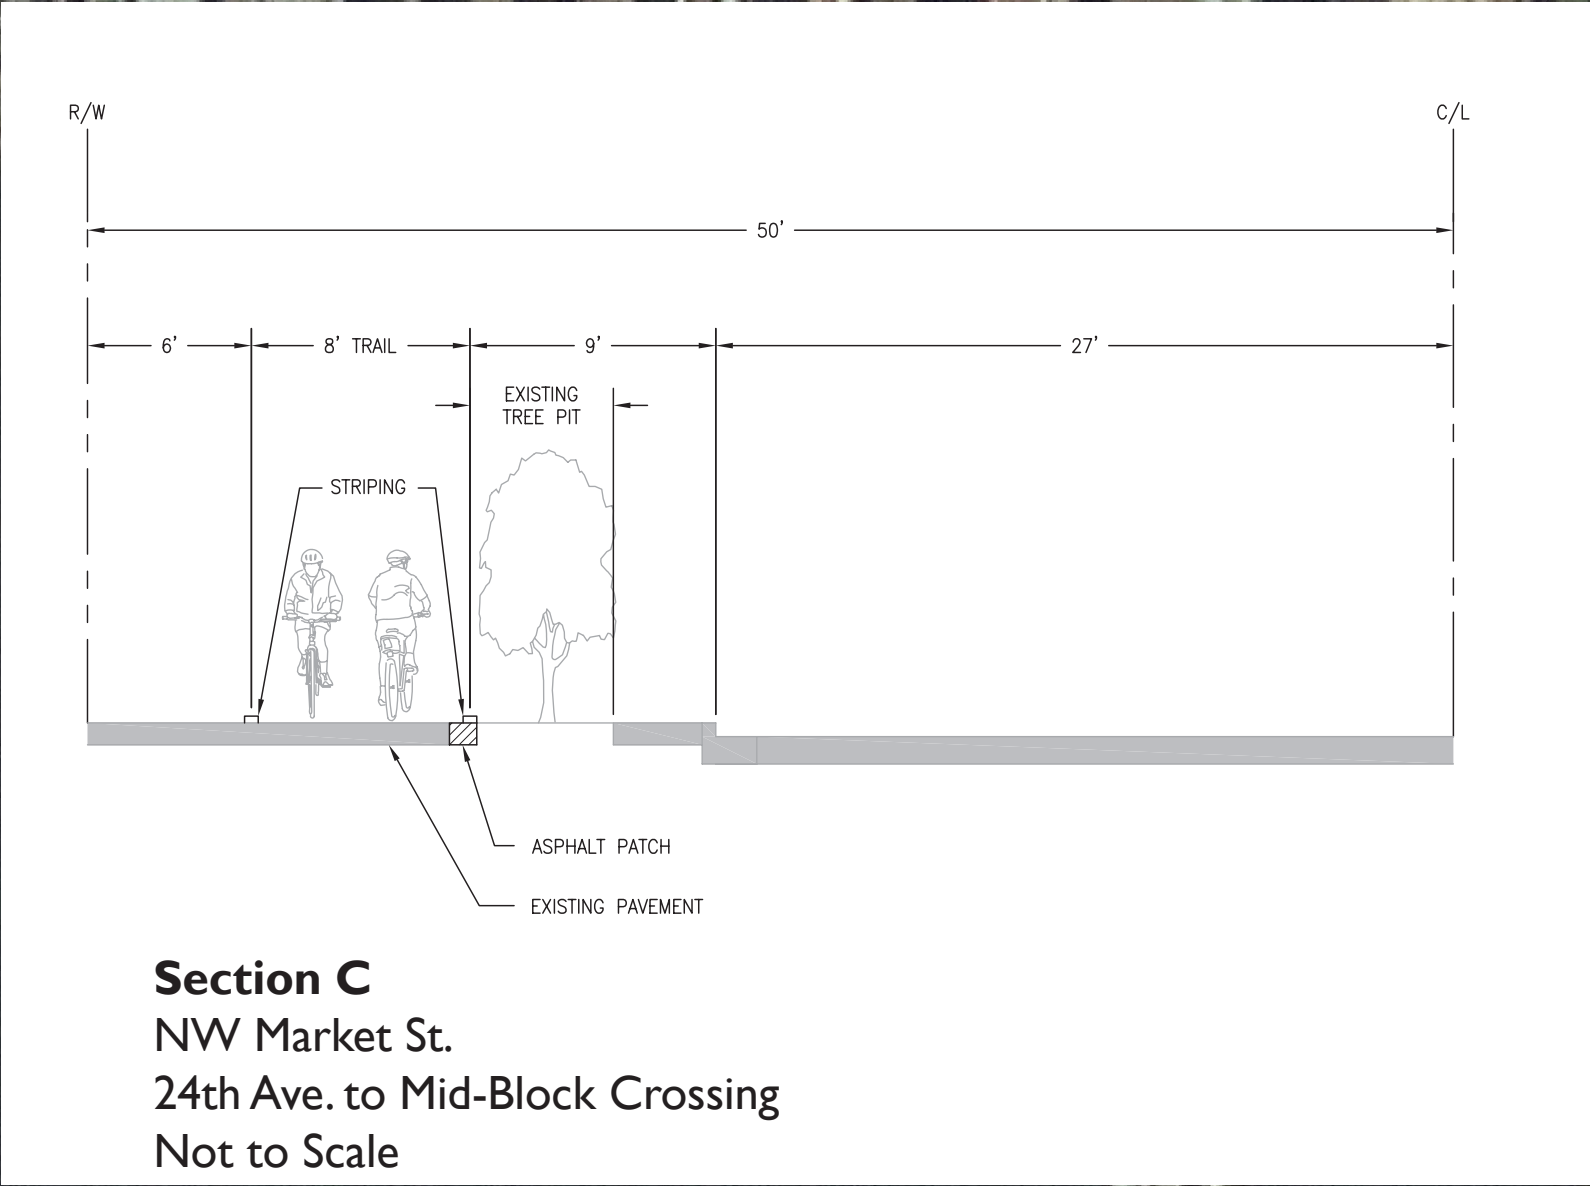 R/W
C/L
50'
6'
8' TRAIL
9'
27'
EXISTING
TREE PIT
STRIPING
ASPHALT PATCH
EXISTING PAVEMENT
Section C
NW Market St.
24th Ave. to Mid-Block Crossing
Not to Scale